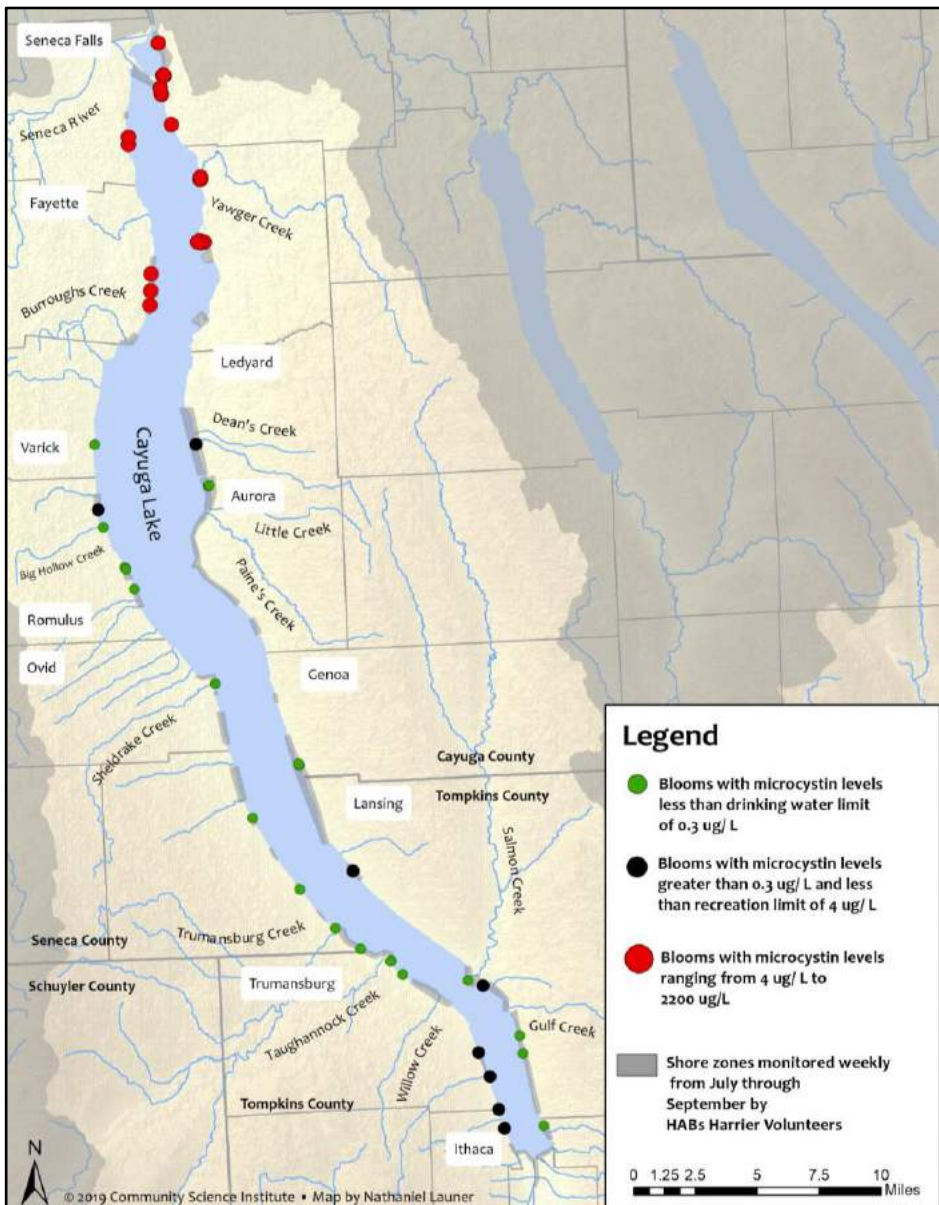 Seneca Falls
Seneca River
Fayette
Yawger Creek
Burroughs Creek
Ledyard
Dean's Creek
Varick
Cayuga Lake
Aurora
Little Creek
Big Hollow Creek
Paine's Creek
Romulus
Ovid
Genoa
Sheldrake Creek
Cayuga County
Tompkins County
Lansing
Salmon Creek
Trumansburg Creek
Seneca County
Schuyler County
Trumansburg
Taughannock Creek
Gulf Creek
Willow Creek
Tompkins County
Ithaca
N
© 2019 Community Science Institute • Map by Nathaniel Launer
Legend
Blooms with microcystin levels
less than drinking water limit
of 0.3 ug/ L
Blooms with microcystin levels
greater than 0.3 ug/ L and less
than recreation limit of 4 ug/ L
Blooms with microcystin levels
ranging from 4 ug/ L to
2200 ug/L
Shore zones monitored weekly
from July through
September by
HABs Harrier Volunteers
0 1.25 2.5 5 7.5 10
Miles